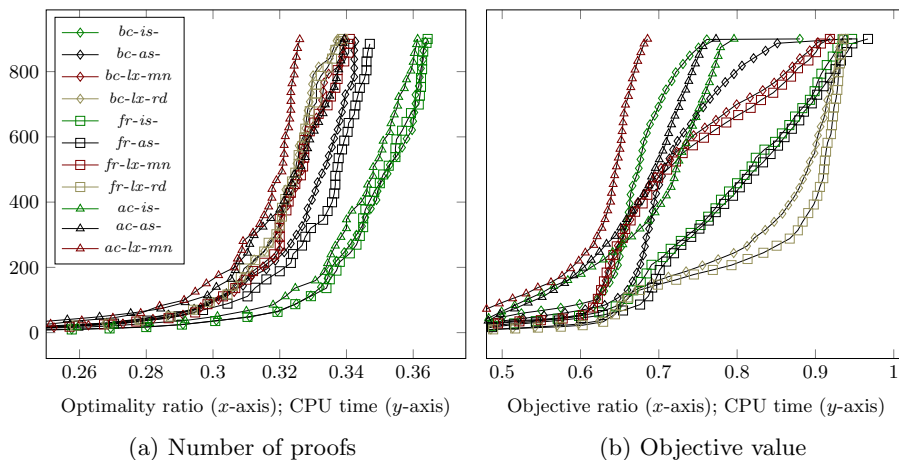 bc-is-
bc-as-
bc-lx-mn
bc-lx-rd
fr-is-
fr-as-
fr-lx-mn
fr-lx-rd
ac-is-
ac-as-
ac-lx-mn
800
600
400
200
0
0.26 0.28 0.3 0.32 0.34 0.36
Optimality ratio (x-axis); CPU time (y-axis)
(a) Number of proofs
0.5 0.6 0.7 0.8 0.9 1
Objective ratio (x-axis); CPU time (y-axis)
(b) Objective value